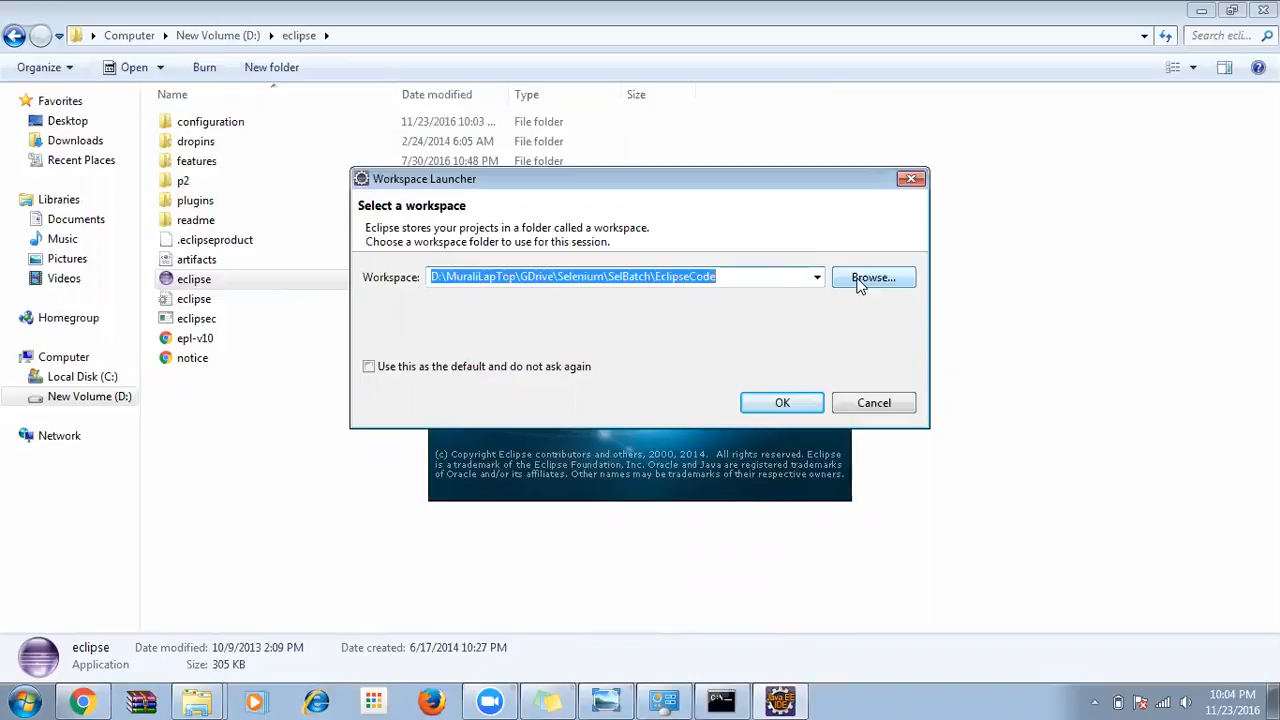 Computer ▸ New Volume (D:) ▸ eclipse ▸
Search ecli...
Organize Open Burn New folder
Name Date modified Type Size
Favorites
Desktop
Downloads
Recent Places
Libraries
Documents
Music
Pictures
Videos
Homegroup
Computer
Local Disk (C:)
New Volume (D:)
Network
configuration 11/23/2016 10:03 ... File folder
dropins 2/24/2014 6:05 AM File folder
features 7/30/2016 10:48 PM File folder
p2
plugins
readme
.eclipseproduct
artifacts
eclipse
eclipse
eclipsec
epl-v10
notice
Workspace Launcher
Select a workspace
Eclipse stores your projects in a folder called a workspace.
Choose a workspace folder to use for this session.
Workspace: D:\MuraliLapTop\GDrive\Selenium\SelBatch\EclipseCode Browse...
Use this as the default and do not ask again
OK Cancel
(c) Copyright Eclipse contributors and others, 2000, 2014. All rights reserved. Eclipse
is a trademark of the Eclipse Foundation, Inc. Oracle and Java are registered trademarks
of Oracle and/or its affiliates. Other names may be trademarks of their respective owners.
eclipse Date modified: 10/9/2013 2:09 PM Date created: 6/17/2014 10:27 PM
Application Size: 305 KB
Java EE
IDE
10:04 PM
11/23/2016